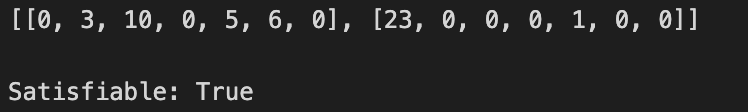 [[0, 3, 10, 0, 5, 6, 0], [23, 0, 0, 0, 1, 0, 0]]
Satisfiable: True